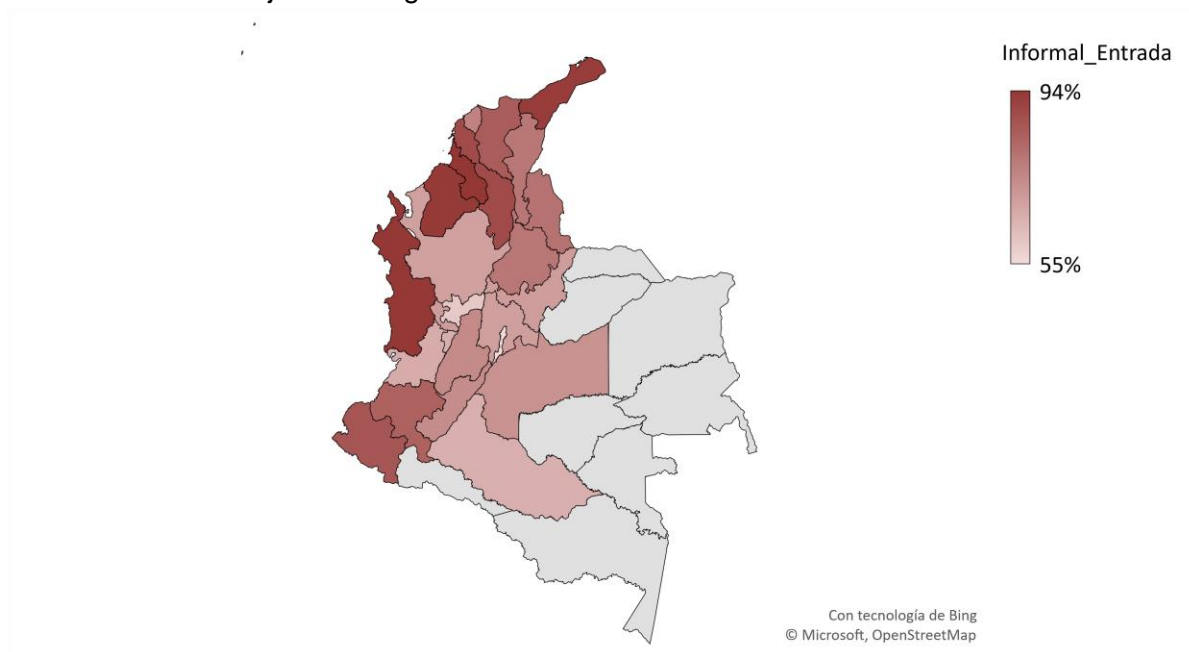 Informal_Entrada
94%
55%
Con tecnología de Bing
© Microsoft, OpenStreetMap